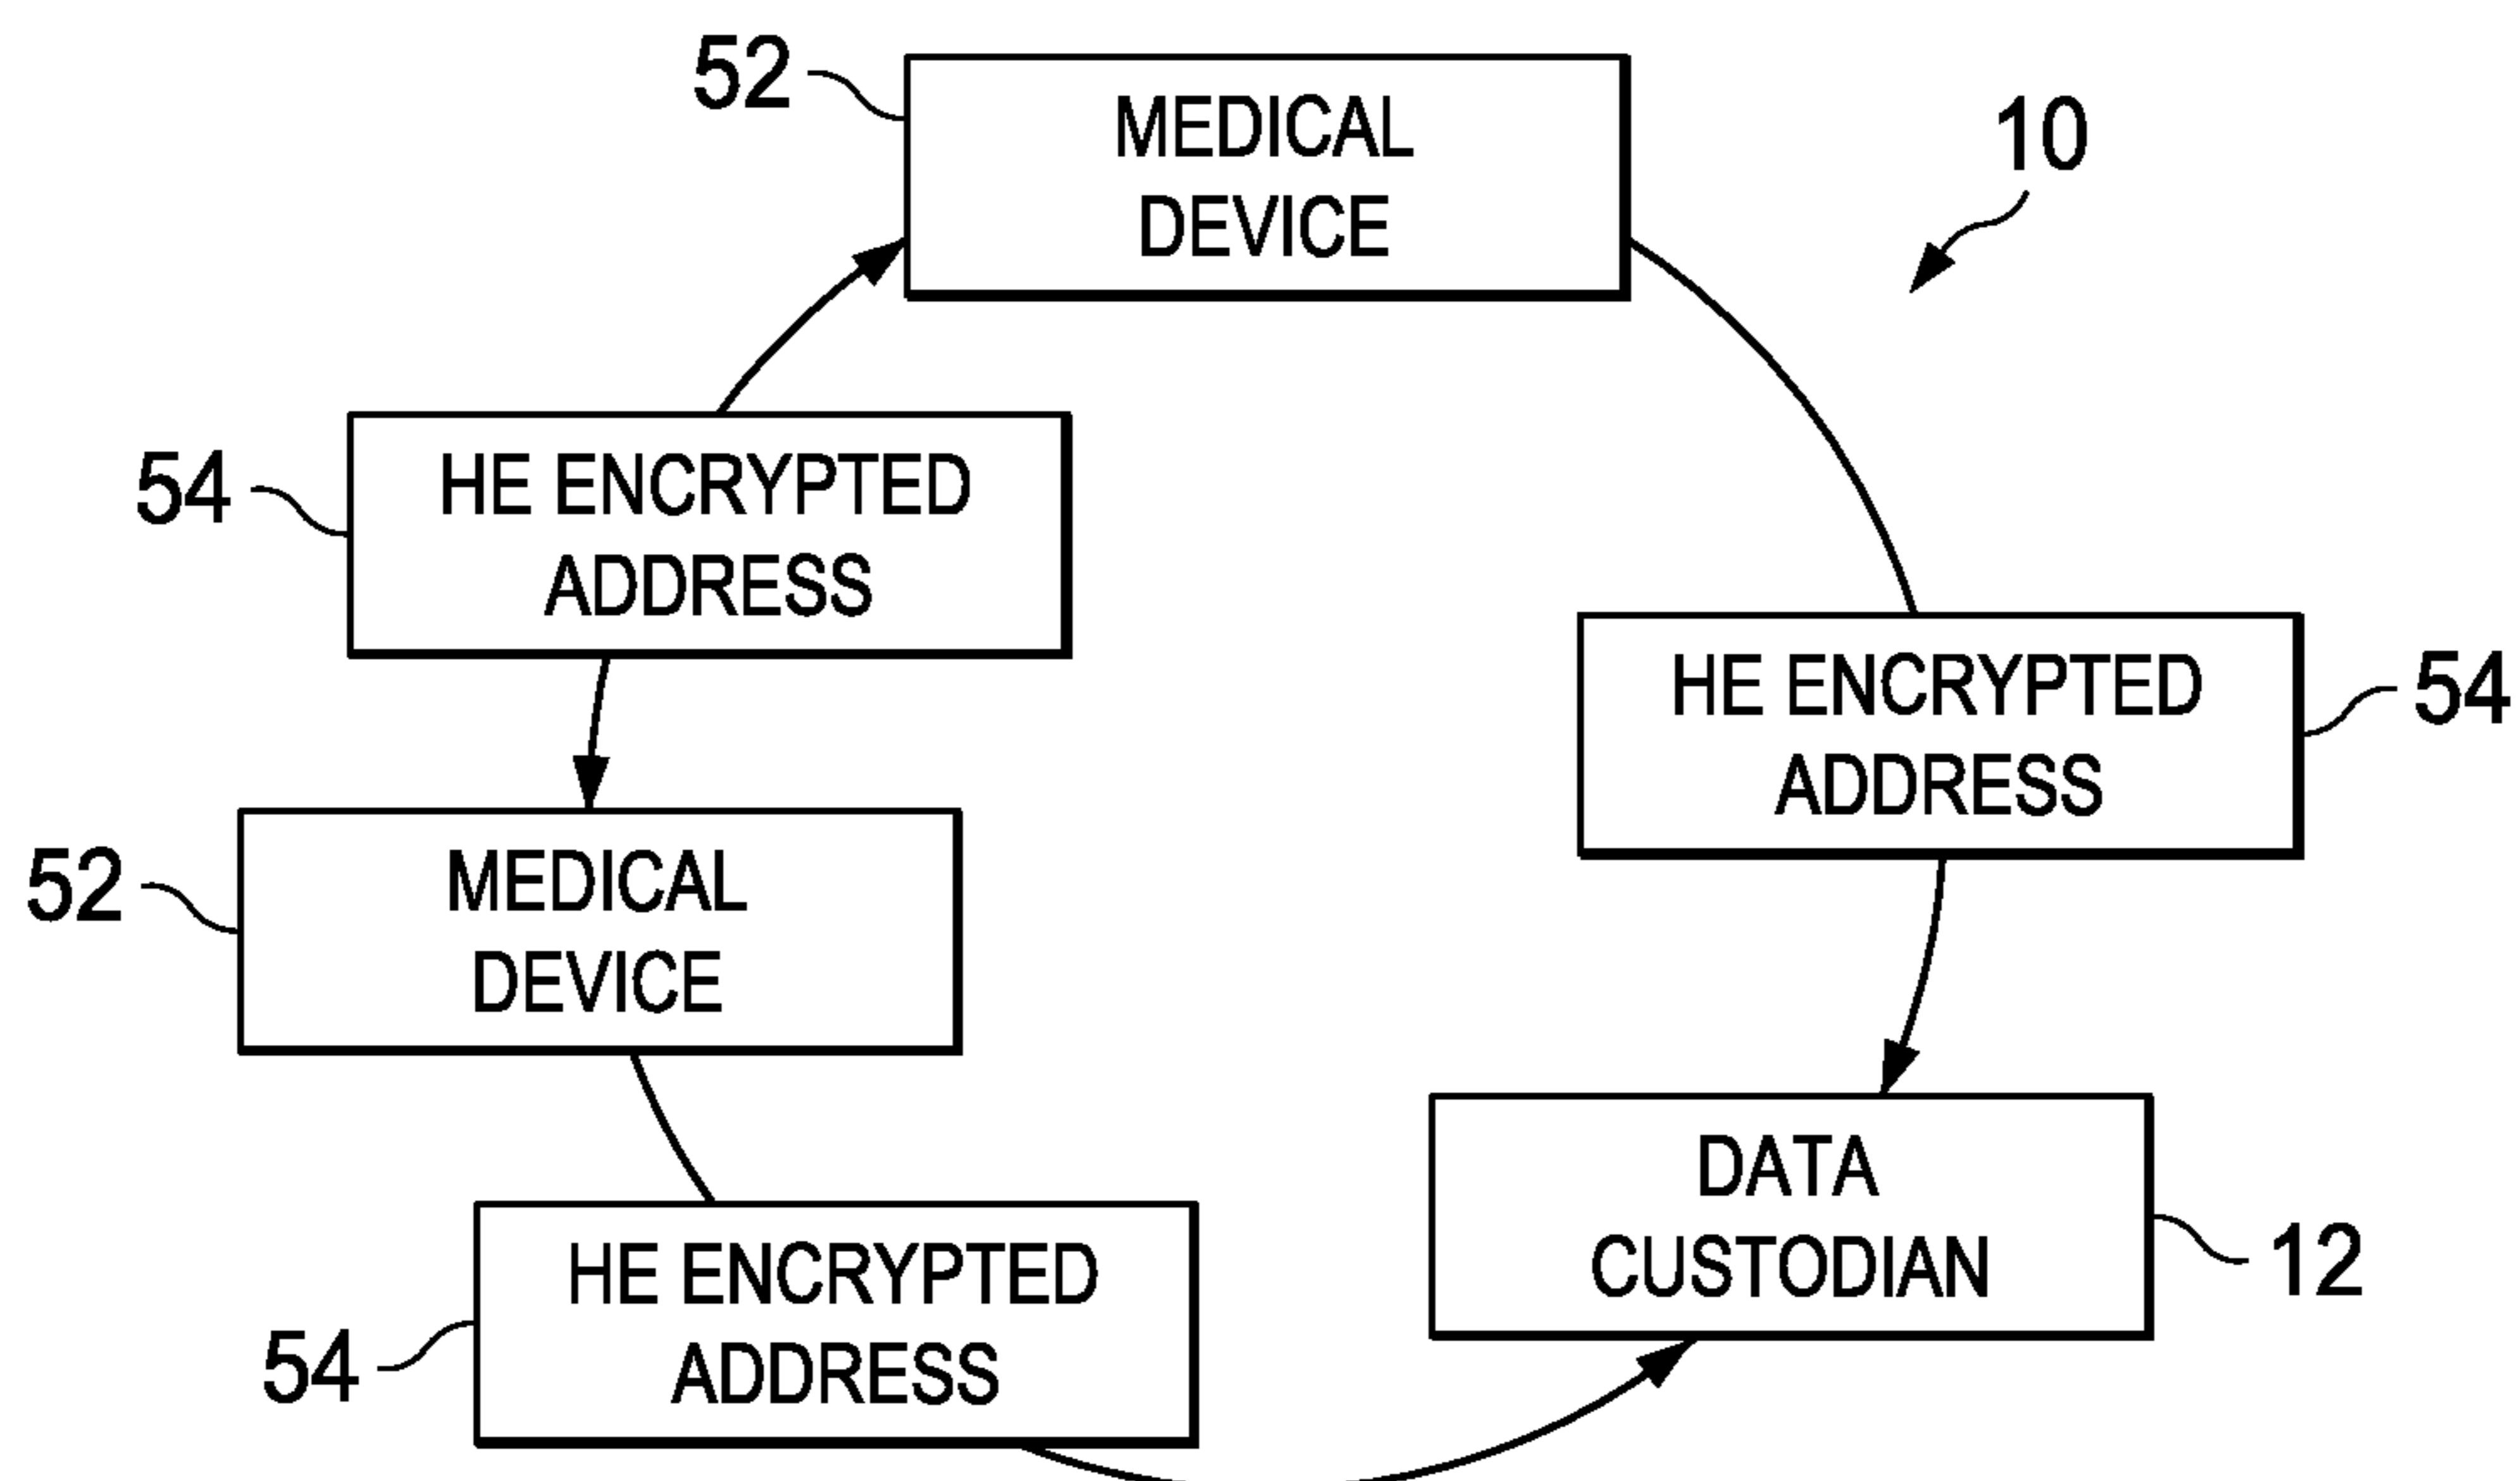 52
MEDICAL
DEVICE
10
54
HE ENCRYPTED
ADDRESS
HE ENCRYPTED
ADDRESS
54
52
MEDICAL
DEVICE
DATA
CUSTODIAN
12
54
HE ENCRYPTED
ADDRESS